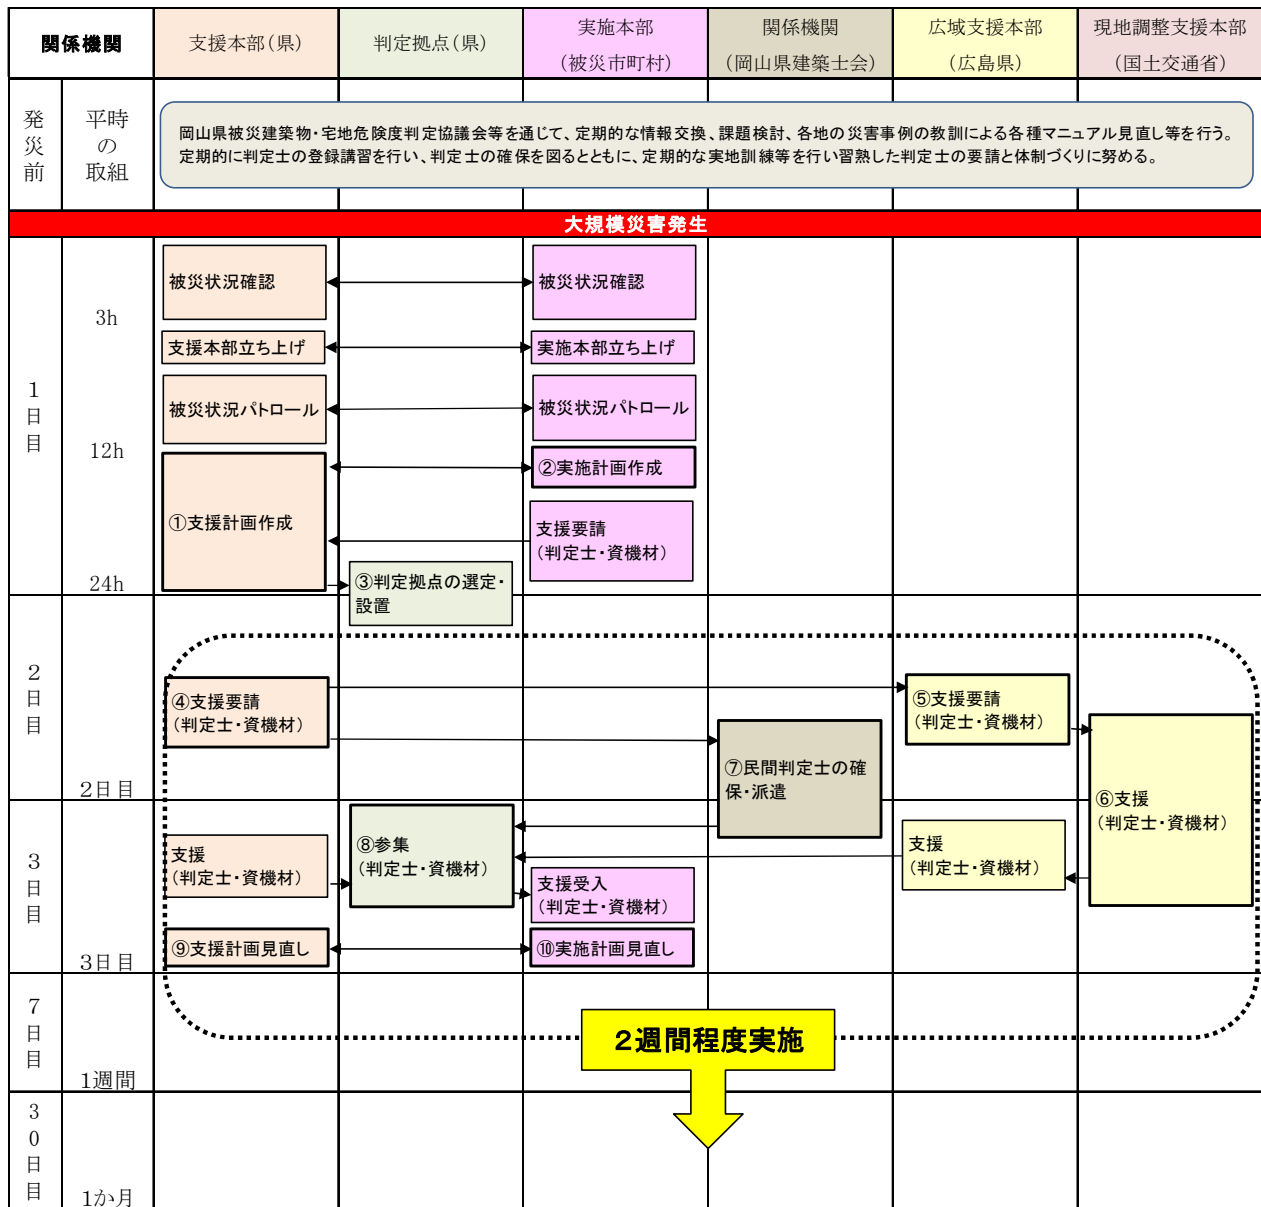 関係機関
支援本部(県)
判定拠点(県)
実施本部
(被災市町村)
関係機関
(岡山県建築士会)
広域支援本部
(広島県)
現地調整支援本部
(国土交通省)
発災前
平時
の
取組
岡山県被災建築物・宅地危険度判定協議会等を通じて、定期的な情報交換、課題検討、各地の災害事例の教訓による各種マニュアル見直し等を行う。
定期的に判定士の登録講習を行い、判定士の確保を図るとともに、定期的な実地訓練等を行い習熟した判定士の要請と体制づくりに努める。
大規模災害発生
1日目
3h
12h
24h
被災状況確認
被災状況確認
支援本部立ち上げ
実施本部立ち上げ
被災状況パトロール
被災状況パトロール
①支援計画作成
②実施計画作成
支援要請
(判定士・資機材)
③判定拠点の選定・
設置
2日目
2日目
④支援要請
(判定士・資機材)
⑤支援要請
(判定士・資機材)
⑦民間判定士の確
保・派遣
⑥支援
(判定士・資機材)
3日目
3日目
支援
(判定士・資機材)
⑧参集
(判定士・資機材)
支援受入
(判定士・資機材)
支援
(判定士・資機材)
⑨支援計画見直し
⑩実施計画見直し
7日目
1週間
2週間程度実施
30日目
1か月